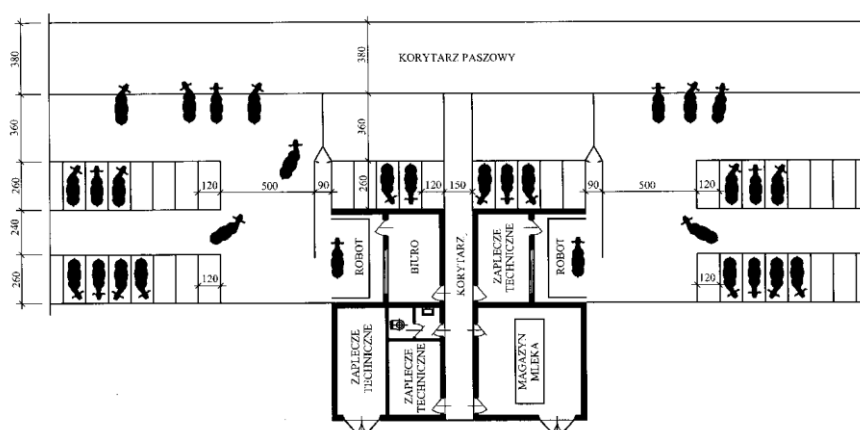 380
380
KORYTARZ PASZOWY
360
360
260
120
500
90
260
120
150
90
500
120
240
ROBOT
BIURO
KORYTARZ
ZAPLECZE
TECHNICZNE
ROBOT
260
120
120
ZAPLECZE
TECHNICZNE
ZAPLECZE
TECHNICZNE
MAGAZYN
MLEKA